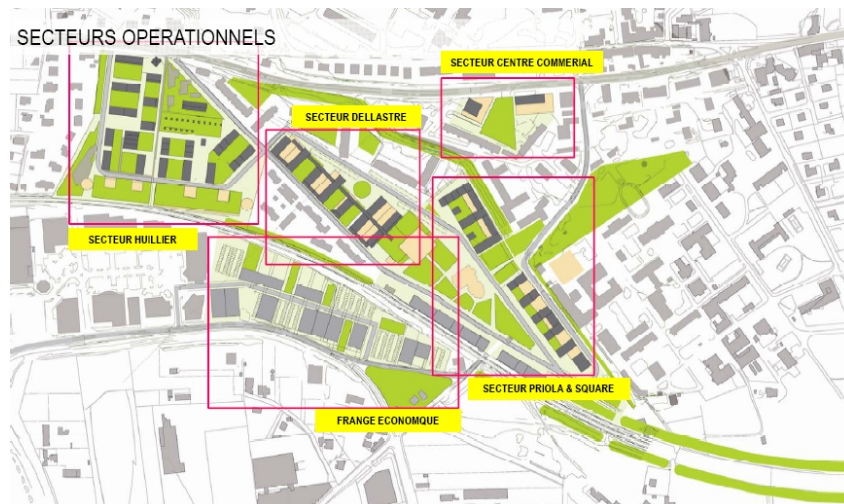 SECTEURS OPERATIONNELS
SECTEUR CENTRE COMMERIAL
SECTEUR DELLASTRE
SECTEUR HUILLIER
SECTEUR PRIOLA & SQUARE
FRANGE ECONOMQUE